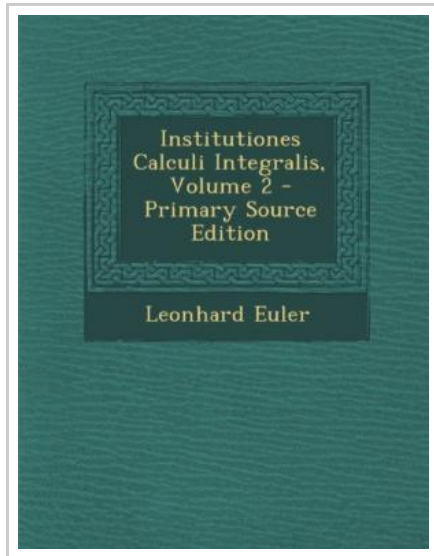 Institutiones
Calculi Integralis,
Volume 2 -
Primary Source
Edition
Leonhard Euler